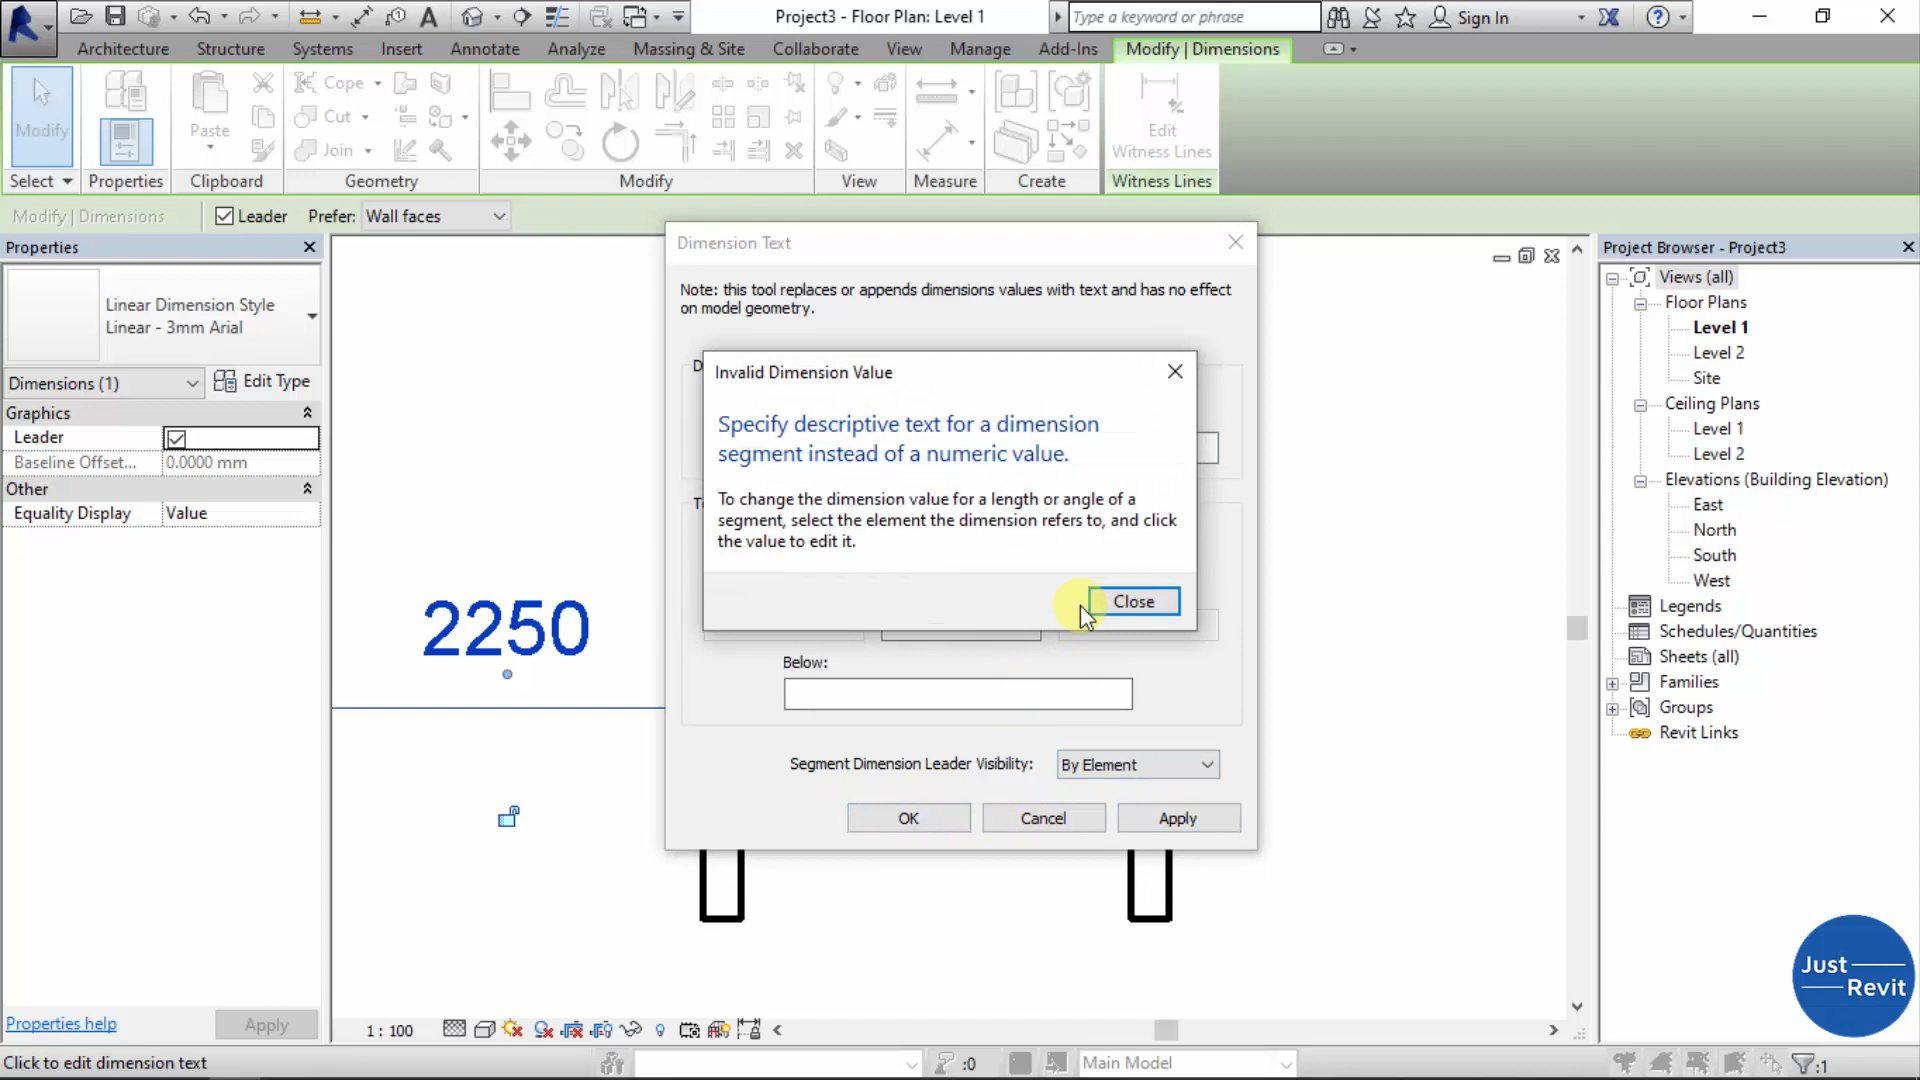 Project3 - Floor Plan: Level 1
Type a keyword or phrase
Sign In
Architecture
Structure
Systems
Insert
Annotate
Analyze
Massing & Site
Collaborate
View
Manage
Add-Ins
Modify | Dimensions
Modify
Paste
Cope
Cut
Join
Edit
Witness Lines
Select
Properties
Clipboard
Geometry
Modify
View
Measure
Create
Witness Lines
Modify | Dimensions
Leader
Prefer: Wall faces
Properties
Linear Dimension Style
Linear - 3mm Arial
Dimensions (1)
Edit Type
Graphics
Leader
Baseline Offset... 0.0000 mm
Other
Equality Display Value
Properties help
Apply
2250
Dimension Text
Note: this tool replaces or appends dimensions values with text and has no effect
on model geometry.
Invalid Dimension Value
Specify descriptive text for a dimension
segment instead of a numeric value.
To change the dimension value for a length or angle of a
segment, select the element the dimension refers to, and click
the value to edit it.
Close
Below:
Segment Dimension Leader Visibility: By Element
OK
Cancel
Apply
Project Browser - Project3
Views (all)
Floor Plans
Level 1
Level 2
Site
Ceiling Plans
Level 1
Level 2
Elevations (Building Elevation)
East
North
South
West
Legends
Schedules/Quantities
Sheets (all)
Families
Groups
Revit Links
Just
Revit
1 : 100
Click to edit dimension text
:0
Main Model
:1